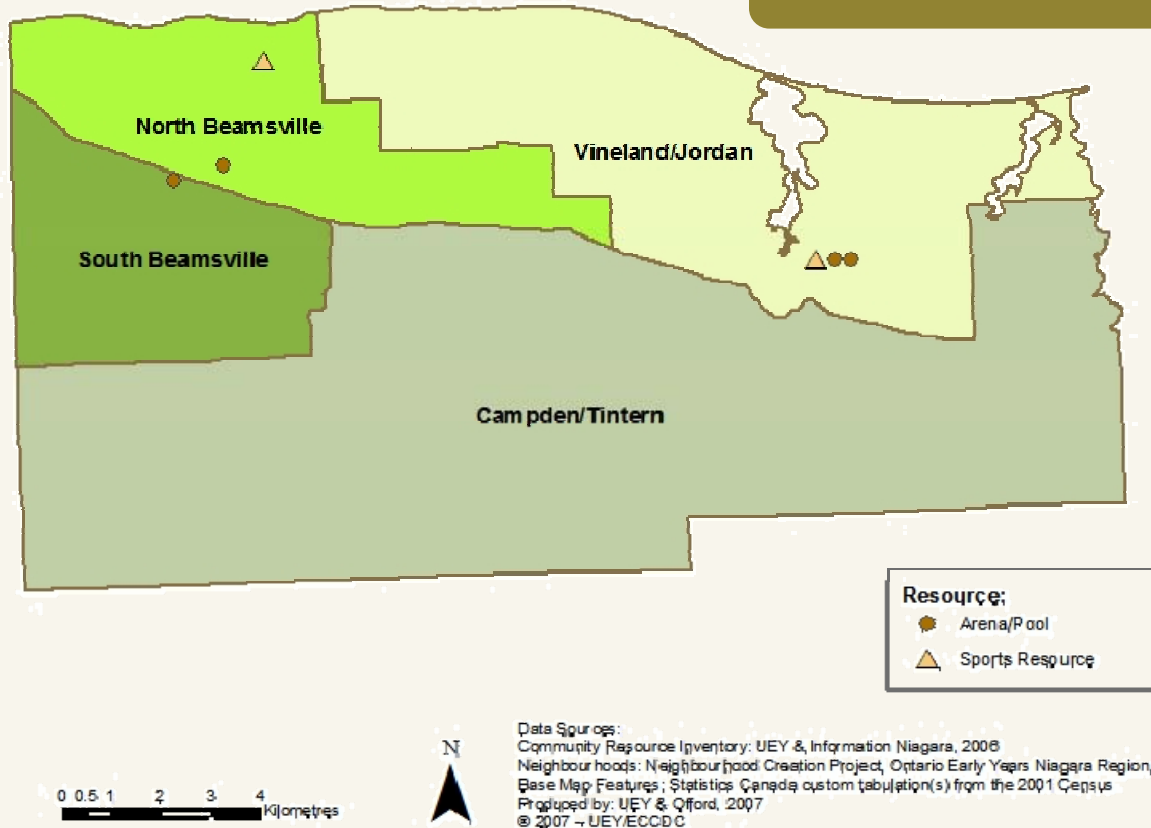 North Beamsville
Vineland/Jordan
South Beamsville
Campden/Tintern
Resource;
Arena/Pool
Sports Resource
0 0.5 1 2 3 4 Kilometres
N
Data Sources:
Community Resource Inventory: UEY & Information Niagara, 2006
Neighbourhoods: Neighbourhood Creation Project, Ontario Early Years Niagara Region,
Base Map Features; Statistics Canada custom tabulation(s) from the 2001 Census
Produced by: UEY & Offord, 2007
© 2007 – UEY/ECCDC